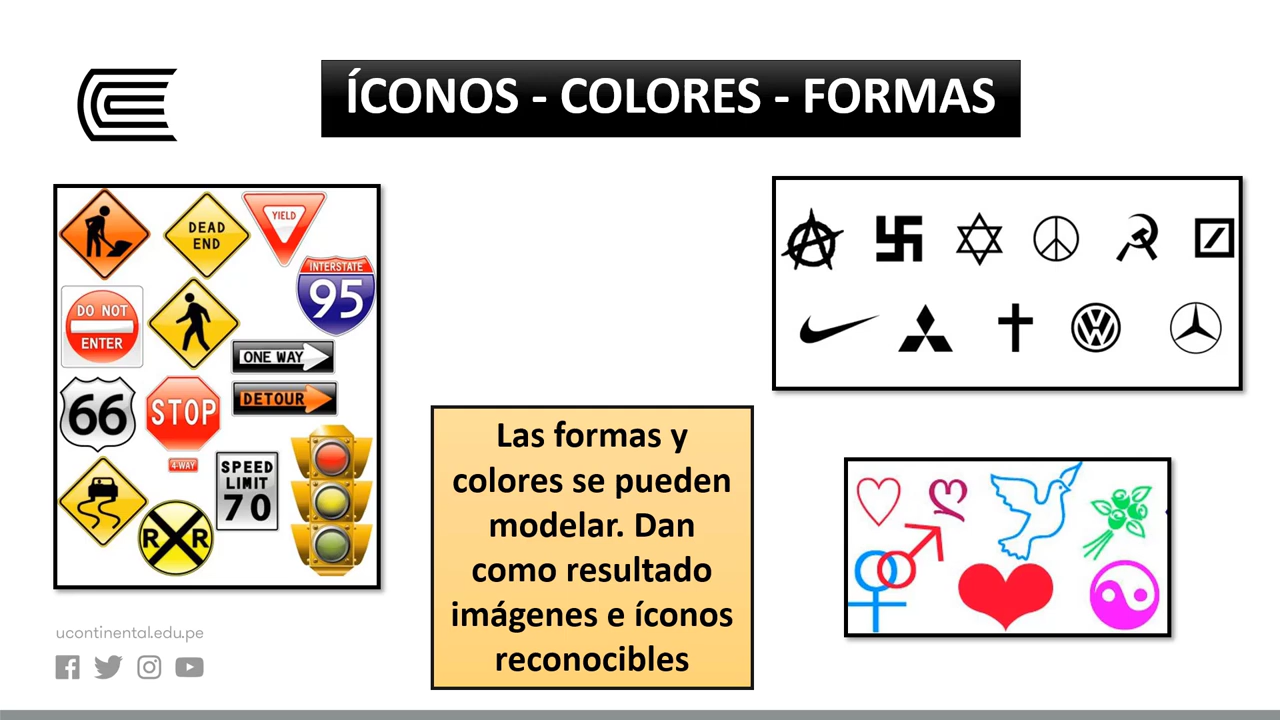 ÍCONOS - COLORES - FORMAS
YIELD
DEAD
END
INTERSTATE
95
DO NOT
ENTER
ONE WAY
DETOUR
66
STOP
4-WAY
SPEED
LIMIT
70
R R
Las formas y
colores se pueden
modelar. Dan
como resultado
imágenes e íconos
reconocibles
ucontinental.edu.pe